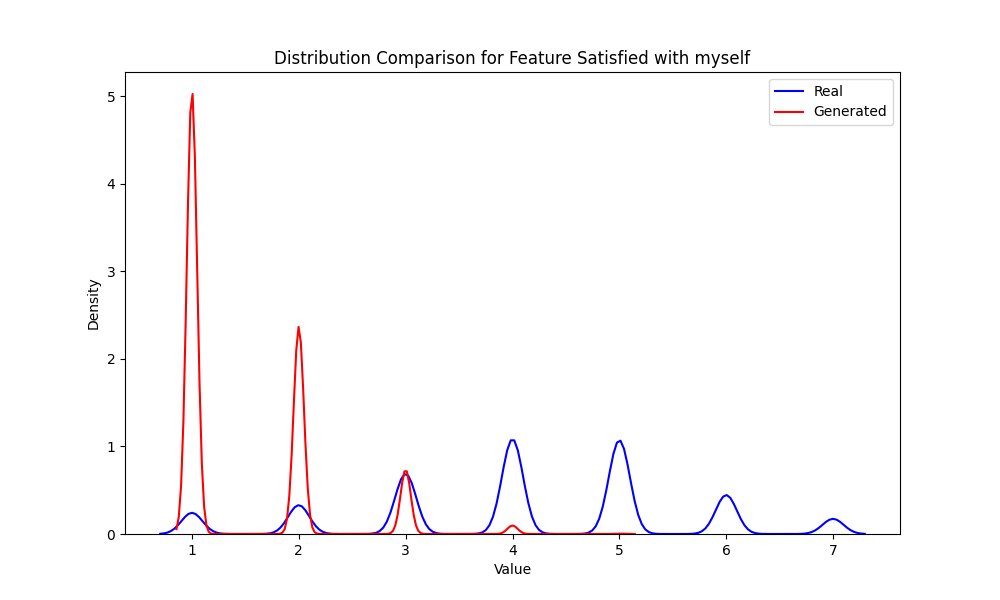 Distribution Comparison for Feature Satisfied with myself
Real
Generated
5
4
3
2
1
0
Density
1 2 3 4 5 6 7
Value